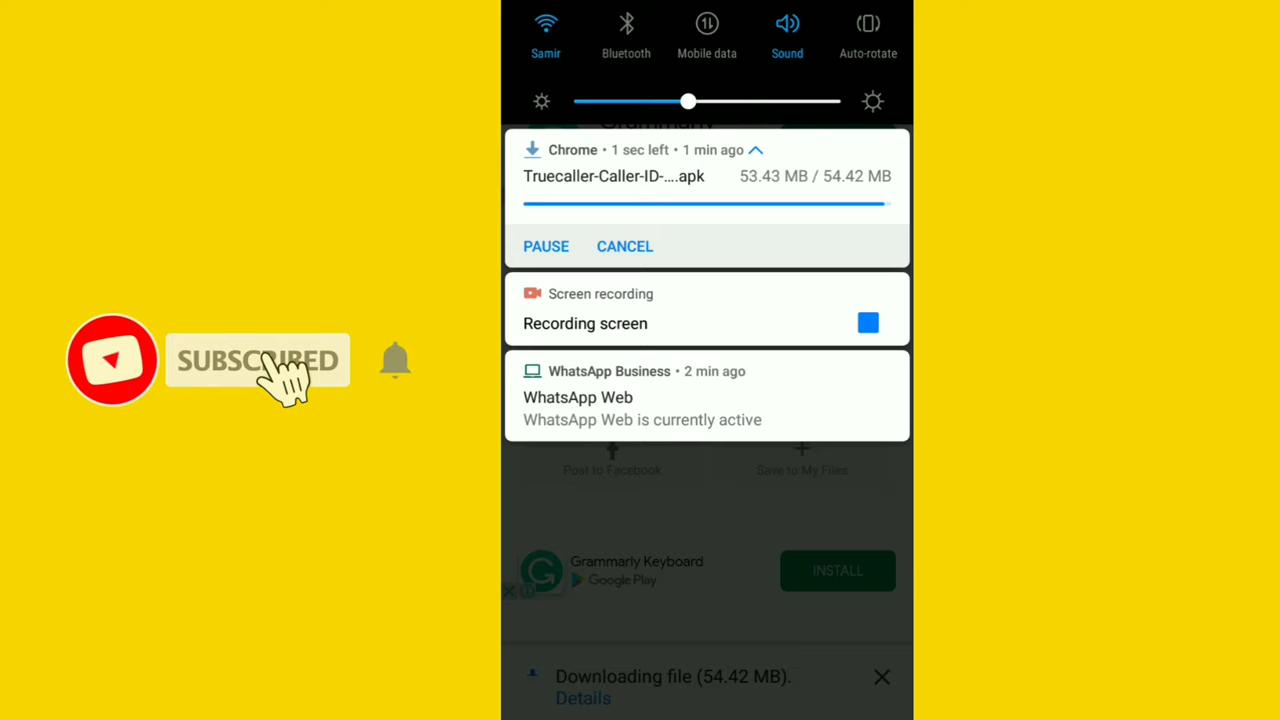 Samir
Bluetooth
Mobile data
Sound
Auto-rotate
Grammarly
Chrome • 1 sec left • 1 min ago
Truecaller-Caller-ID-....apk 53.43 MB / 54.42 MB
PAUSE CANCEL
Screen recording
Recording screen
WhatsApp Business • 2 min ago
WhatsApp Web
WhatsApp Web is currently active
SUBSCRIBED
Post to Facebook
Save to My Files
Grammarly Keyboard
Google Play
INSTALL
Downloading file (54.42 MB).
Details